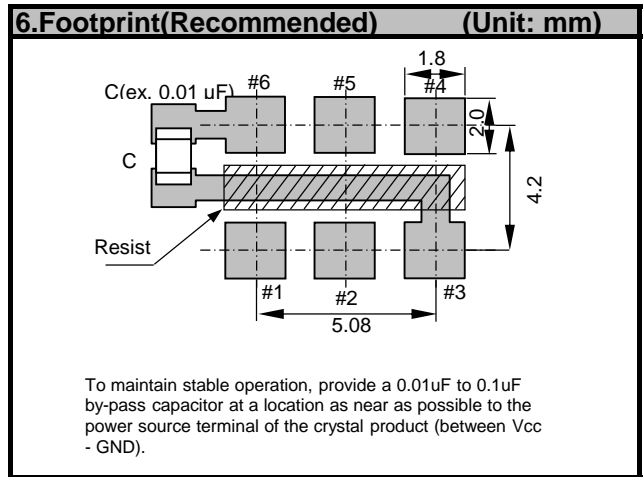 6.Footprint(Recommended) (Unit: mm)
1.8
C(ex. 0.01 uF) #6 #5 #4
2.0
C
4.2
Resist
#1 #2 #3
5.08
To maintain stable operation, provide a 0.01uF to 0.1uF
by-pass capacitor at a location as near as possible to the
power source terminal of the crystal product (between Vcc
- GND).